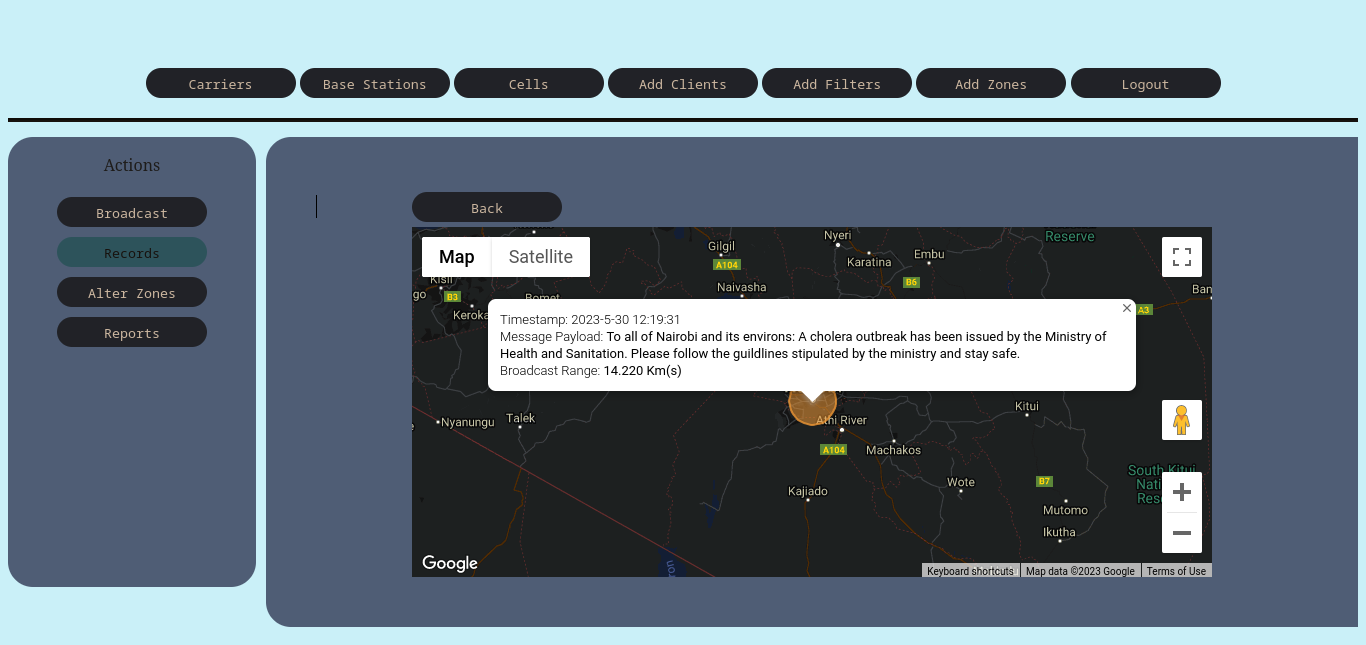 Carriers
Base Stations
Cells
Add Clients
Add Filters
Add Zones
Logout
Actions
Broadcast
Records
Alter Zones
Reports
Back
Map
Satellite
Gilgil
Nyeri
Reserve
A104
Karatina
Embu
B6
Naivasha
B3
Bomet
Keroka
A3
Timestamp: 2023-5-30 12:19:31
Message Payload: To all of Nairobi and its environs: A cholera outbreak has been issued by the Ministry of
Health and Sanitation. Please follow the guildlines stipulated by the ministry and stay safe.
Broadcast Range: 14.220 Km(s)
Nyanungu
Talek
Athi River
Kitui
A104
Machakos
South Kitui
Kajiado
Wote
B7
Mutomo
Ikutha
Google
Keyboard shortcuts
Map data ©2023 Google
Terms of Use